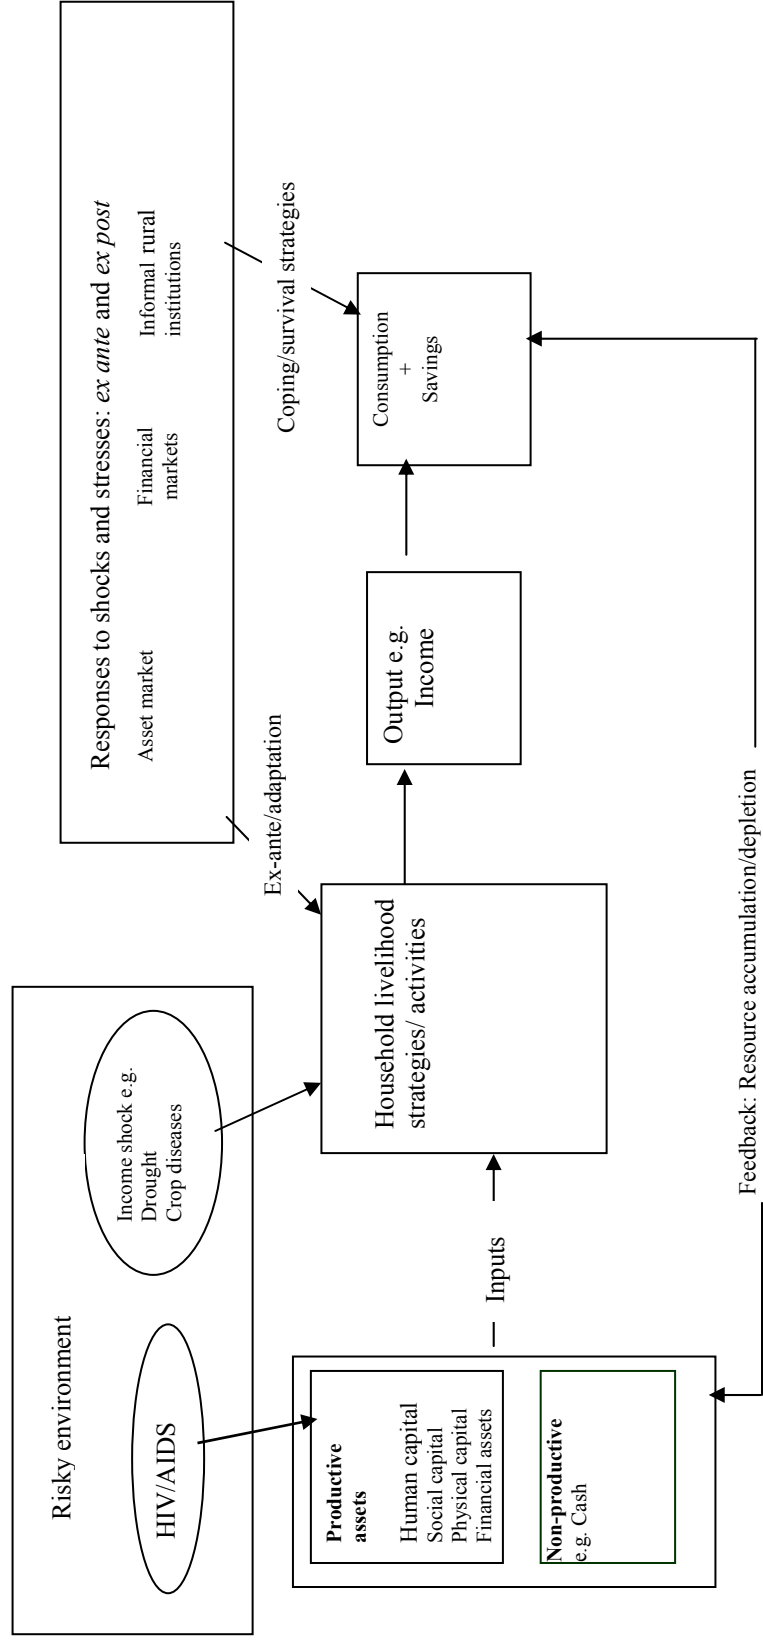 Risky environment
HIV/AIDS
Income shock e.g.
Drought
Crop diseases
Responses to shocks and stresses: ex ante and ex post
Asset market
Financial
markets
Informal rural
institutions
Ex-ante/adaptation
Coping/survival strategies
Productive
assets
Human capital
Social capital
Physical capital
Financial assets
Non-productive
e.g. Cash
Inputs
Household livelihood
strategies/ activities
Output e.g.
Income
Consumption
+
Savings
Feedback: Resource accumulation/depletion